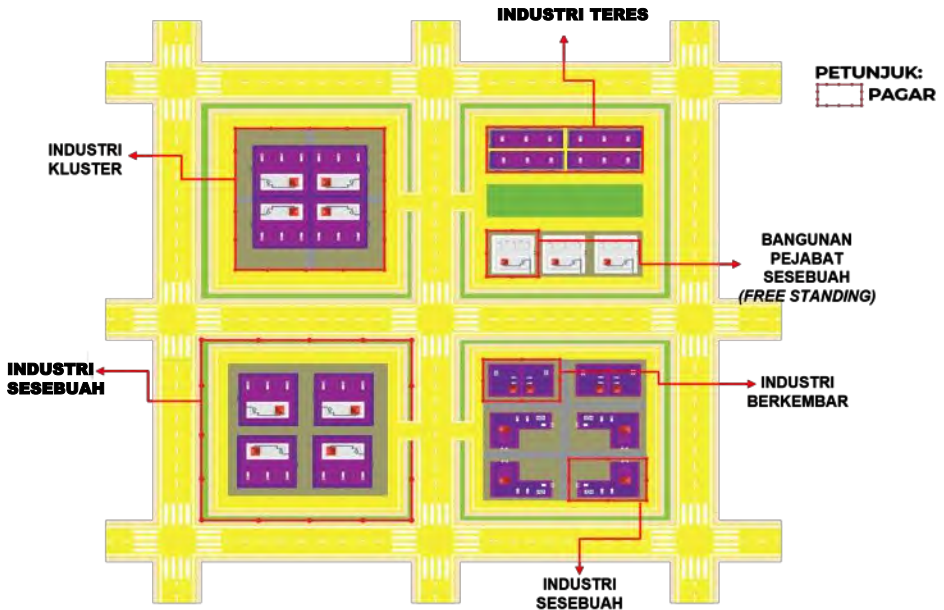 INDUSTRI TERES
PETUNJUK:
PAGAR
INDUSTRI
KLUSTER
BANGUNAN
PEJABAT
SESEBUAH
(FREE STANDING)
INDUSTRI
SESEBUAH
INDUSTRI
BERKEMBAR
INDUSTRI
SESEBUAH